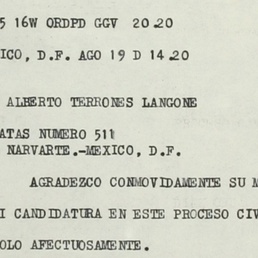 5 16W ORDPD GGV 20.20
ICO, D.F. AGO 19 D 14.20
ALBERTO TERRONES LANGONE
ATAS NUMERO 511
NARVARTE.-MEXICO, D.F.
AGRADEZCO CONMOVIDAMENTE SU M
I CANDIDATURA EN ESTE PROCESO CIV
OLO AFECTUOSAMENTE.